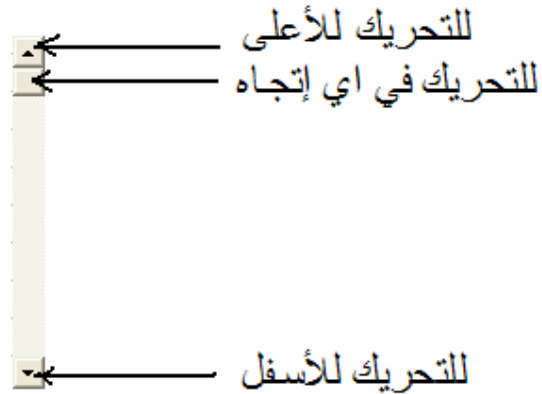 للتحريك للأعلى
للتحريك في اي إتجاه
للتحريك للأسفل